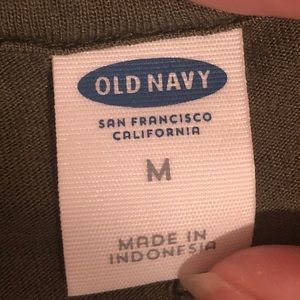 OLD NAVY
SAN FRANCISCO
CALIFORNIA
M
MADE IN
INDONESIA